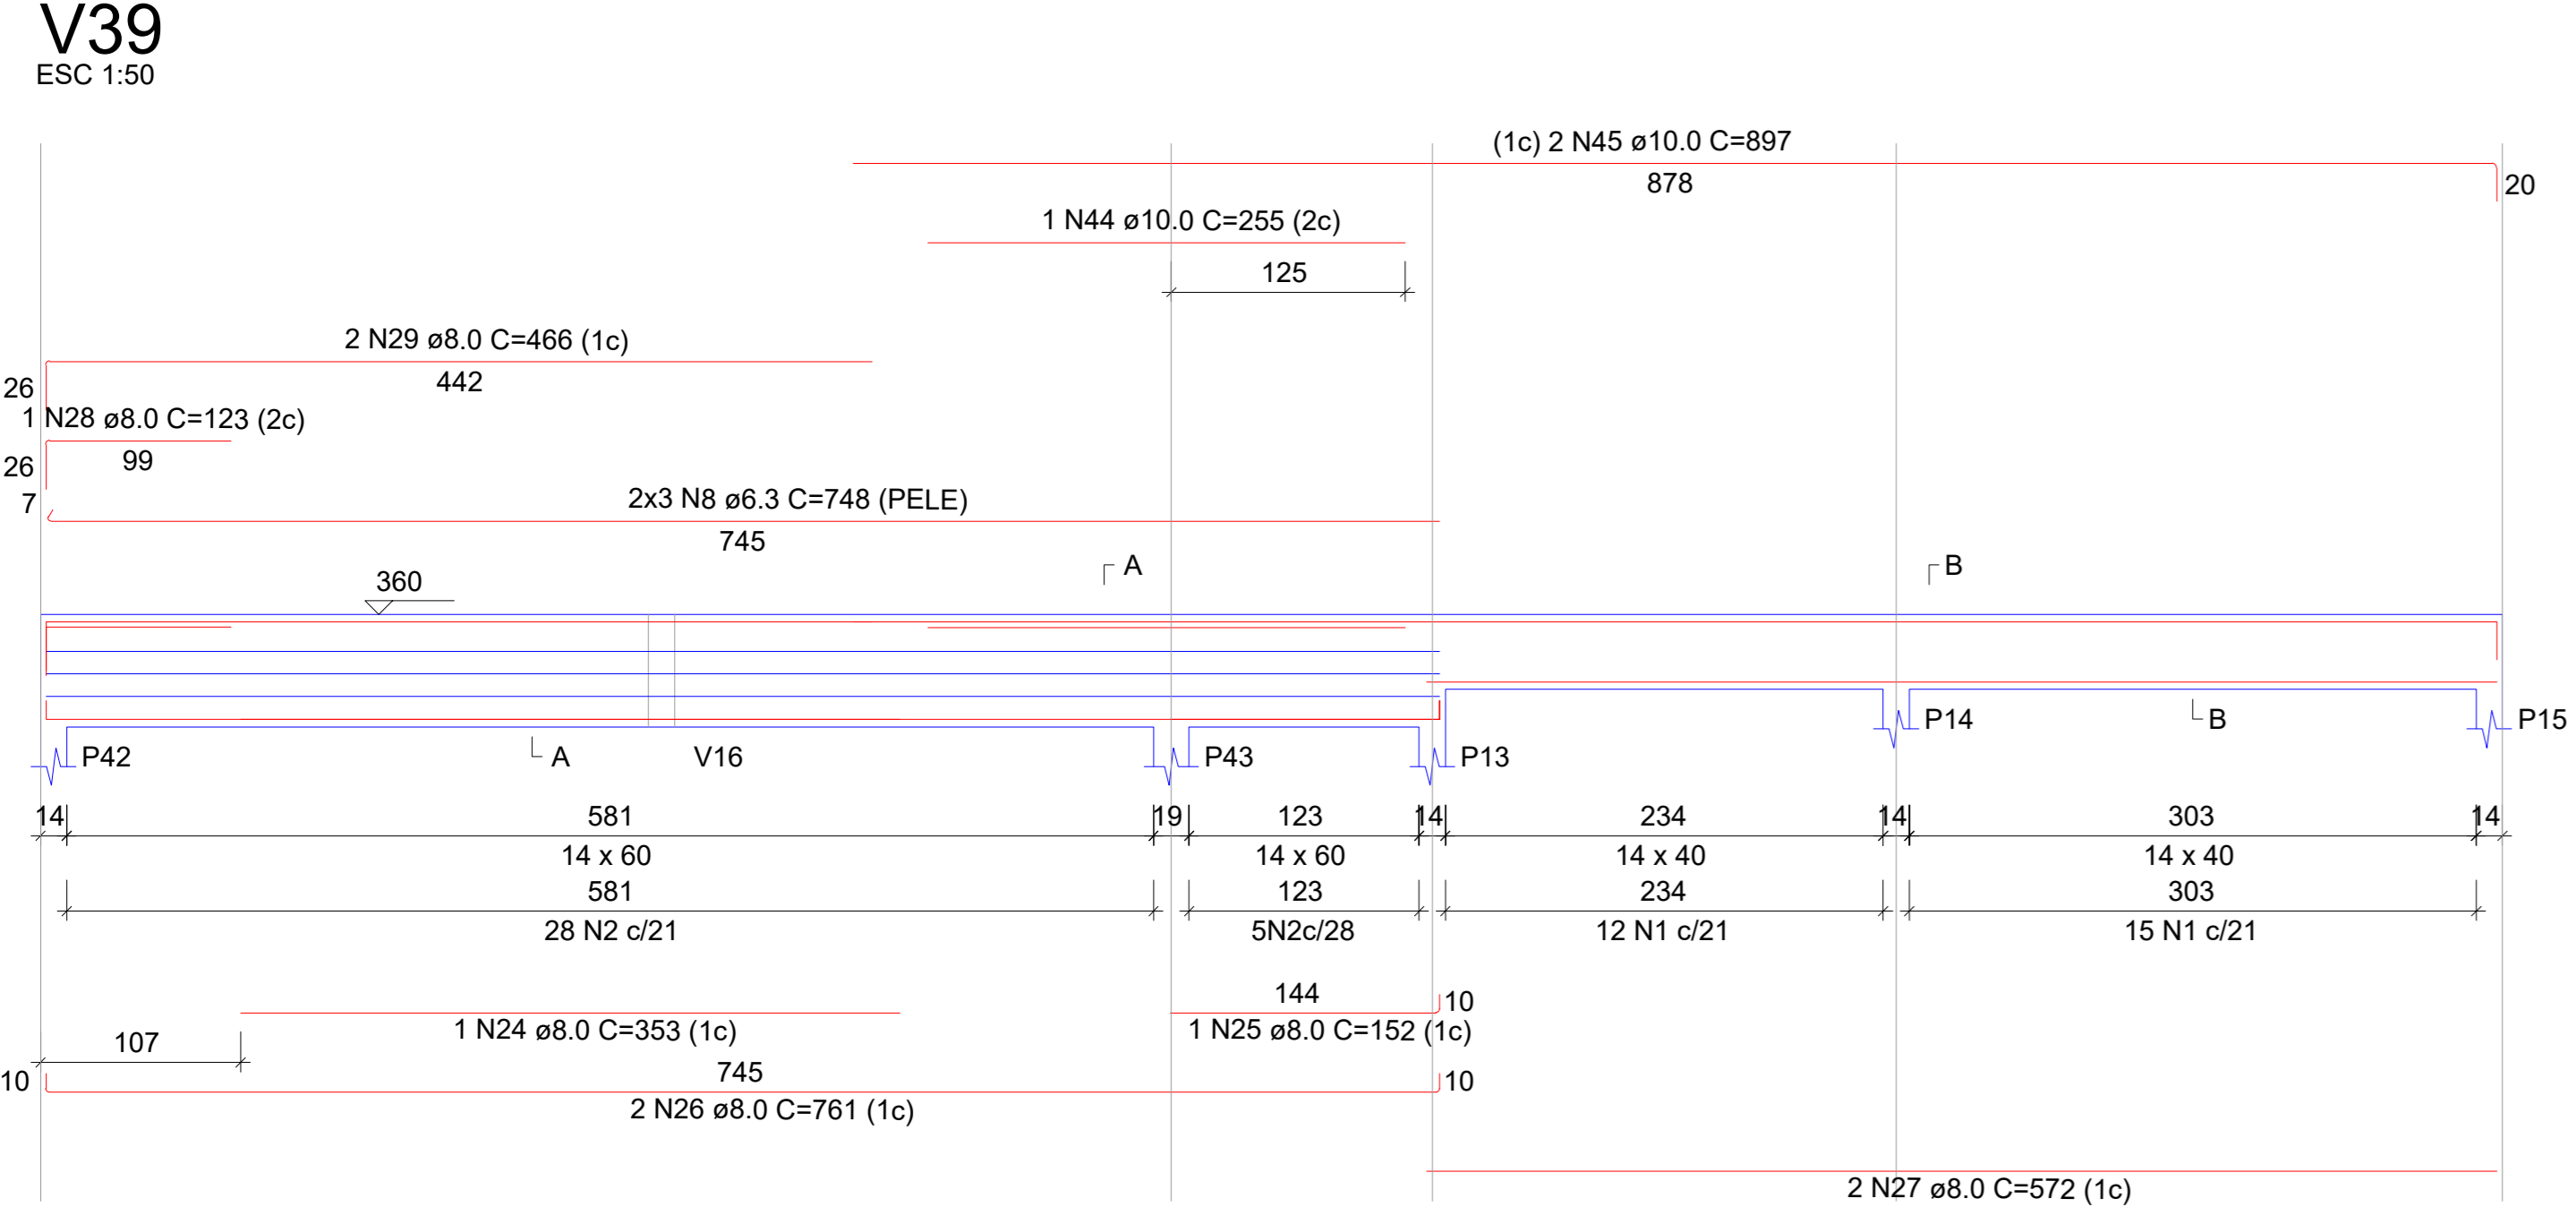 V39
ESC 1:50
(1c) 2 N45 ø10.0 C=897
878
20
1 N44 ø10.0 C=255 (2c)
125
2 N29 ø8.0 C=466 (1c)
442
26
1 N28 ø8.0 C=123 (2c)
99
26
7
2x3 N8 ø6.3 C=748 (PELE)
745
A
B
360
P42
A
V16
P43
P13
P14
B
P15
14
581
19
123
14
234
14
303
14
14 x 60
14 x 60
14 x 40
14 x 40
581
123
234
303
28 N2 c/21
5N2c/28
12 N1 c/21
15 N1 c/21
144
10
1 N24 ø8.0 C=353 (1c)
1 N25 ø8.0 C=152 (1c)
107
745
10
10
2 N26 ø8.0 C=761 (1c)
2 N27 ø8.0 C=572 (1c)